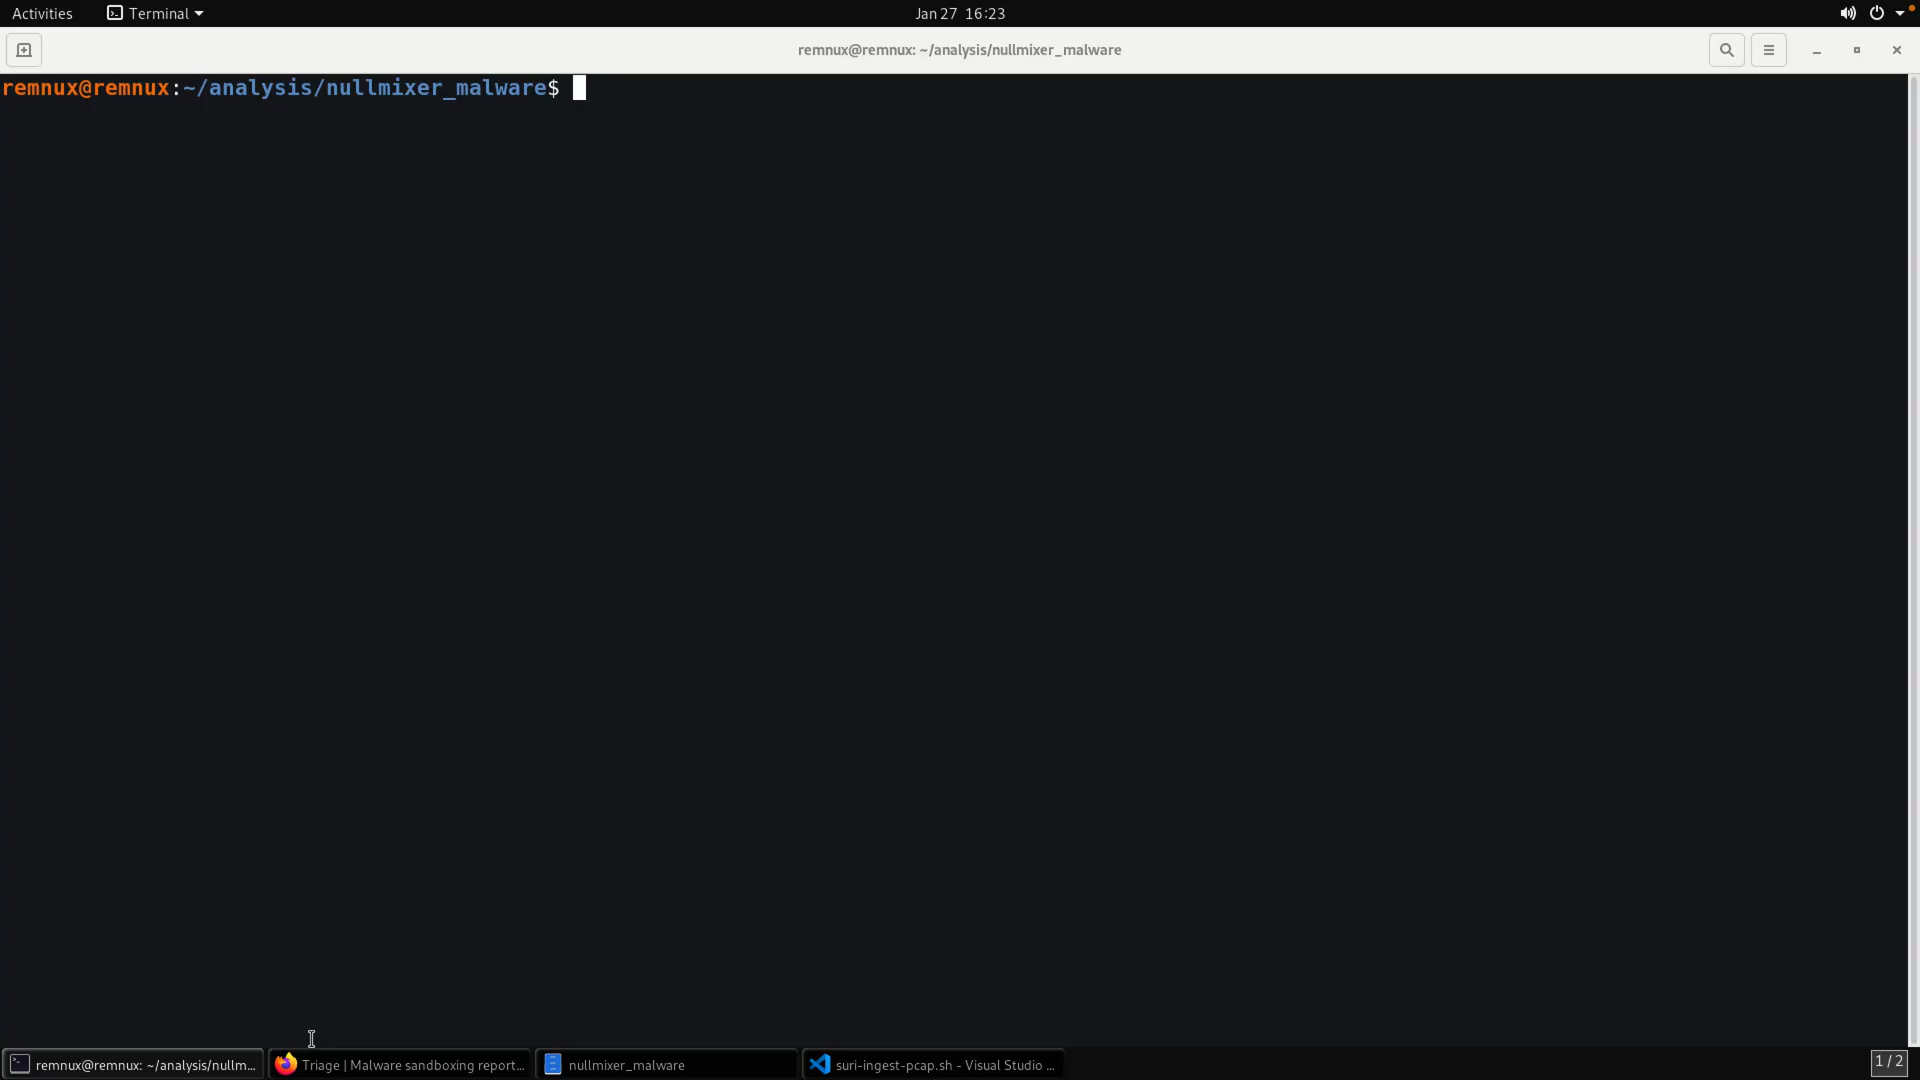 Activities Terminal Jan 27 16:23
remnux@remnux: ~/analysis/nullmixer_malware
remnux@remnux:~/analysis/nullmixer_malware$
remnux@remnux: ~/analysis/nullm... Triage | Malware sandboxing report... nullmixer_malware suri-ingest-pcap.sh - Visual Studio ... 1 / 2